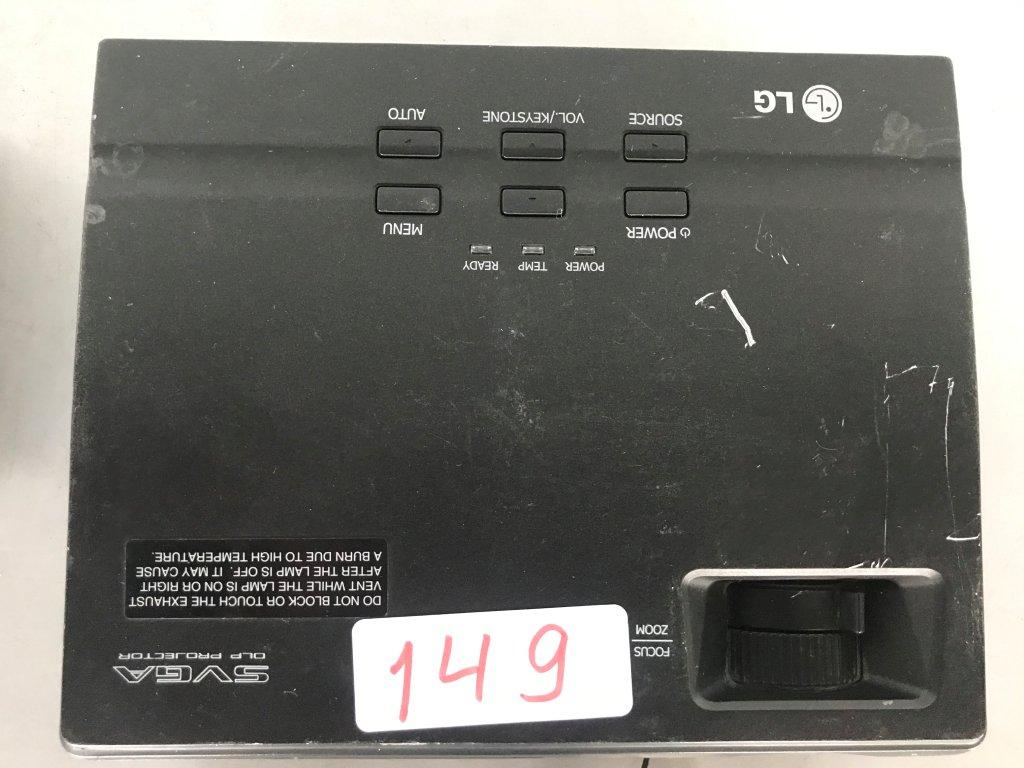 LG
SOURCE
VOL./KEYSTONE
AUTO
POWER
MENU
POWER
TEMP
READY
DO NOT BLOCK OR TOUCH THE EXHAUST
VENT WHILE THE LAMP IS ON OR RIGHT
AFTER THE LAMP IS OFF. IT MAY CAUSE
A BURN DUE TO HIGH TEMPERATURE.
FOCUS
ZOOM
SVGA
DLP PROJECTOR
149